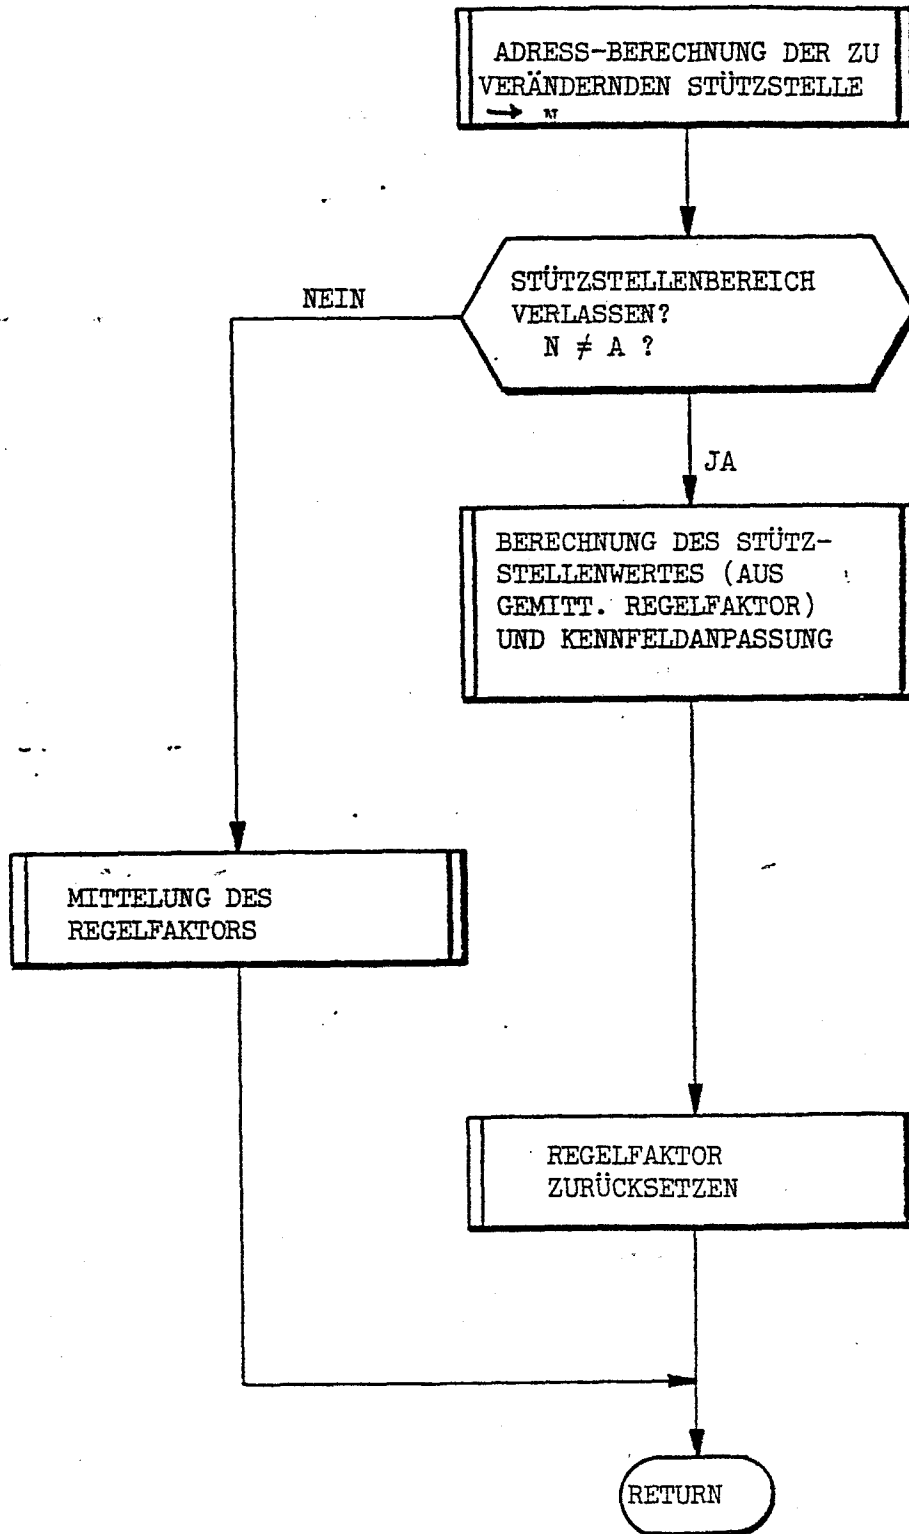 ADRESS-BERECHNUNG DER ZU
VERÄNDERNDEN STÜTZSTELLE
→
STÜTZSTELLENBEREICH
VERLASSEN?
N ≠ A ?
NEIN
JA
BERECHNUNG DES STÜTZ-
STELLENWERTES (AUS
GEMITT. REGELFAKTOR)
UND KENNFELDANPASSUNG
MITTELUNG DES
REGELFAKTORS
REGELFAKTOR
ZURÜCKSETZEN
RETURN